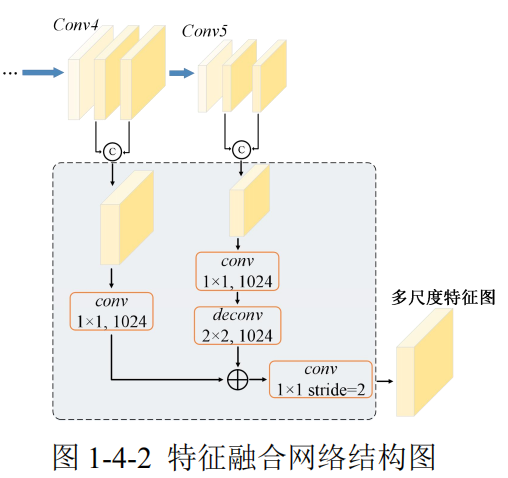 Conv4
Conv5
...
C
C
conv
1×1, 1024
conv
1×1, 1024
deconv
2×2, 1024
conv
1×1 stride=2
多尺度特征图
图 1-4-2 特征融合网络结构图